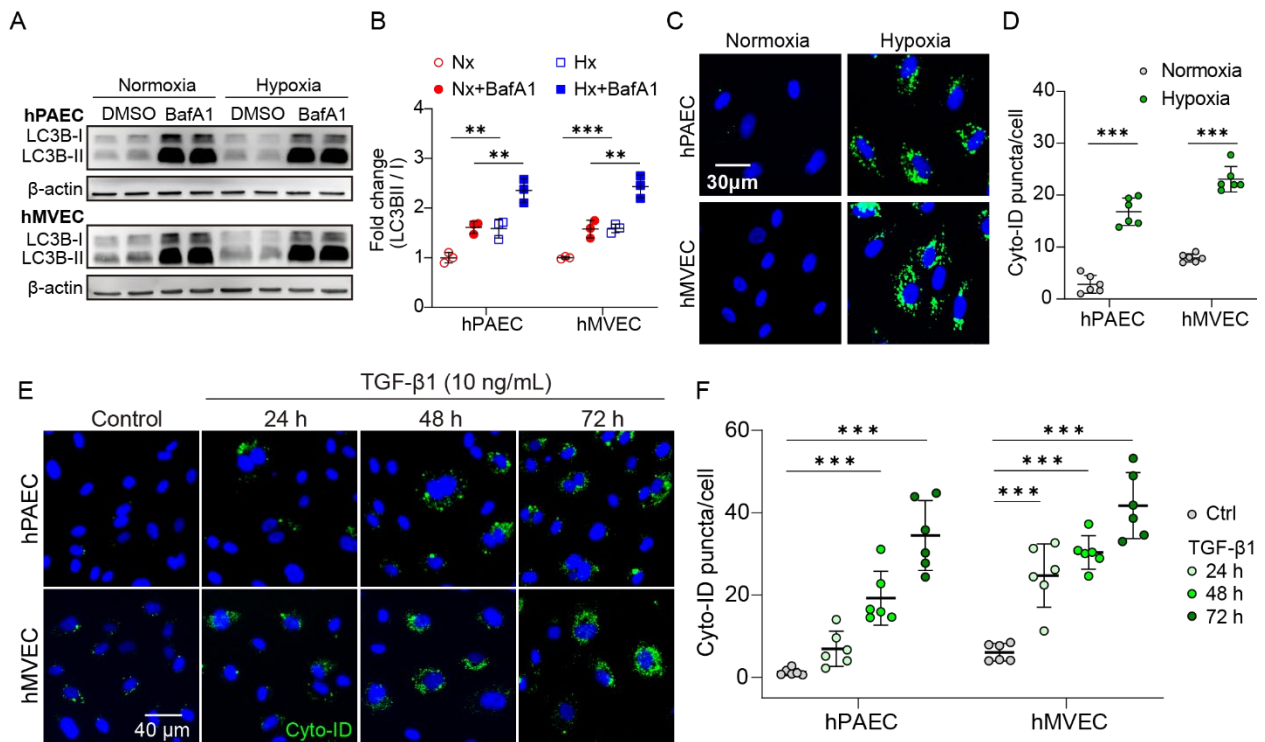 A
Normoxia Hypoxia
hPAEC DMSO BafA1 DMSO BafA1
LC3B-I
LC3B-II
β-actin
hMVEC
LC3B-I
LC3B-II
β-actin
B
Nx Hx
Nx+BafA1 Hx+BafA1
Fold change
(LC3BII / I)
4
3
2
1
0
** ***
** **
hPAEC hMVEC
C
Normoxia Hypoxia
hPAEC
30µm
hMVEC
D
Normoxia
Hypoxia
Cyto-ID puncta/cell
40
30
20
10
0
*** ***
hPAEC hMVEC
E
TGF-β1 (10 ng/mL)
Control 24 h 48 h 72 h
hPAEC
hMVEC
40 µm
Cyto-ID
F
Cyto-ID puncta/cell
60
40
20
0
*** ***
*** ***
***
hPAEC hMVEC
Ctrl
TGF-β1
24 h
48 h
72 h